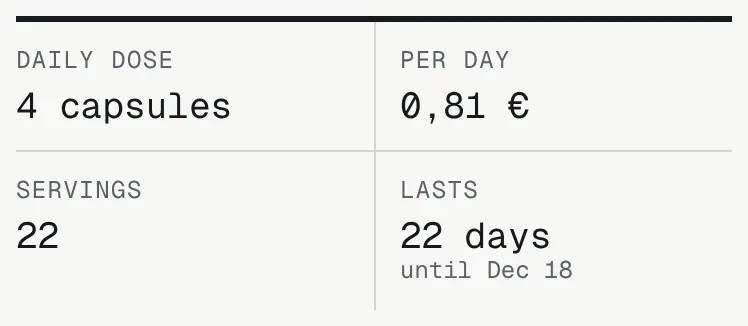 DAILY DOSE
4 capsules
PER DAY
0,81 €
SERVINGS
22
LASTS
22 days
until Dec 18